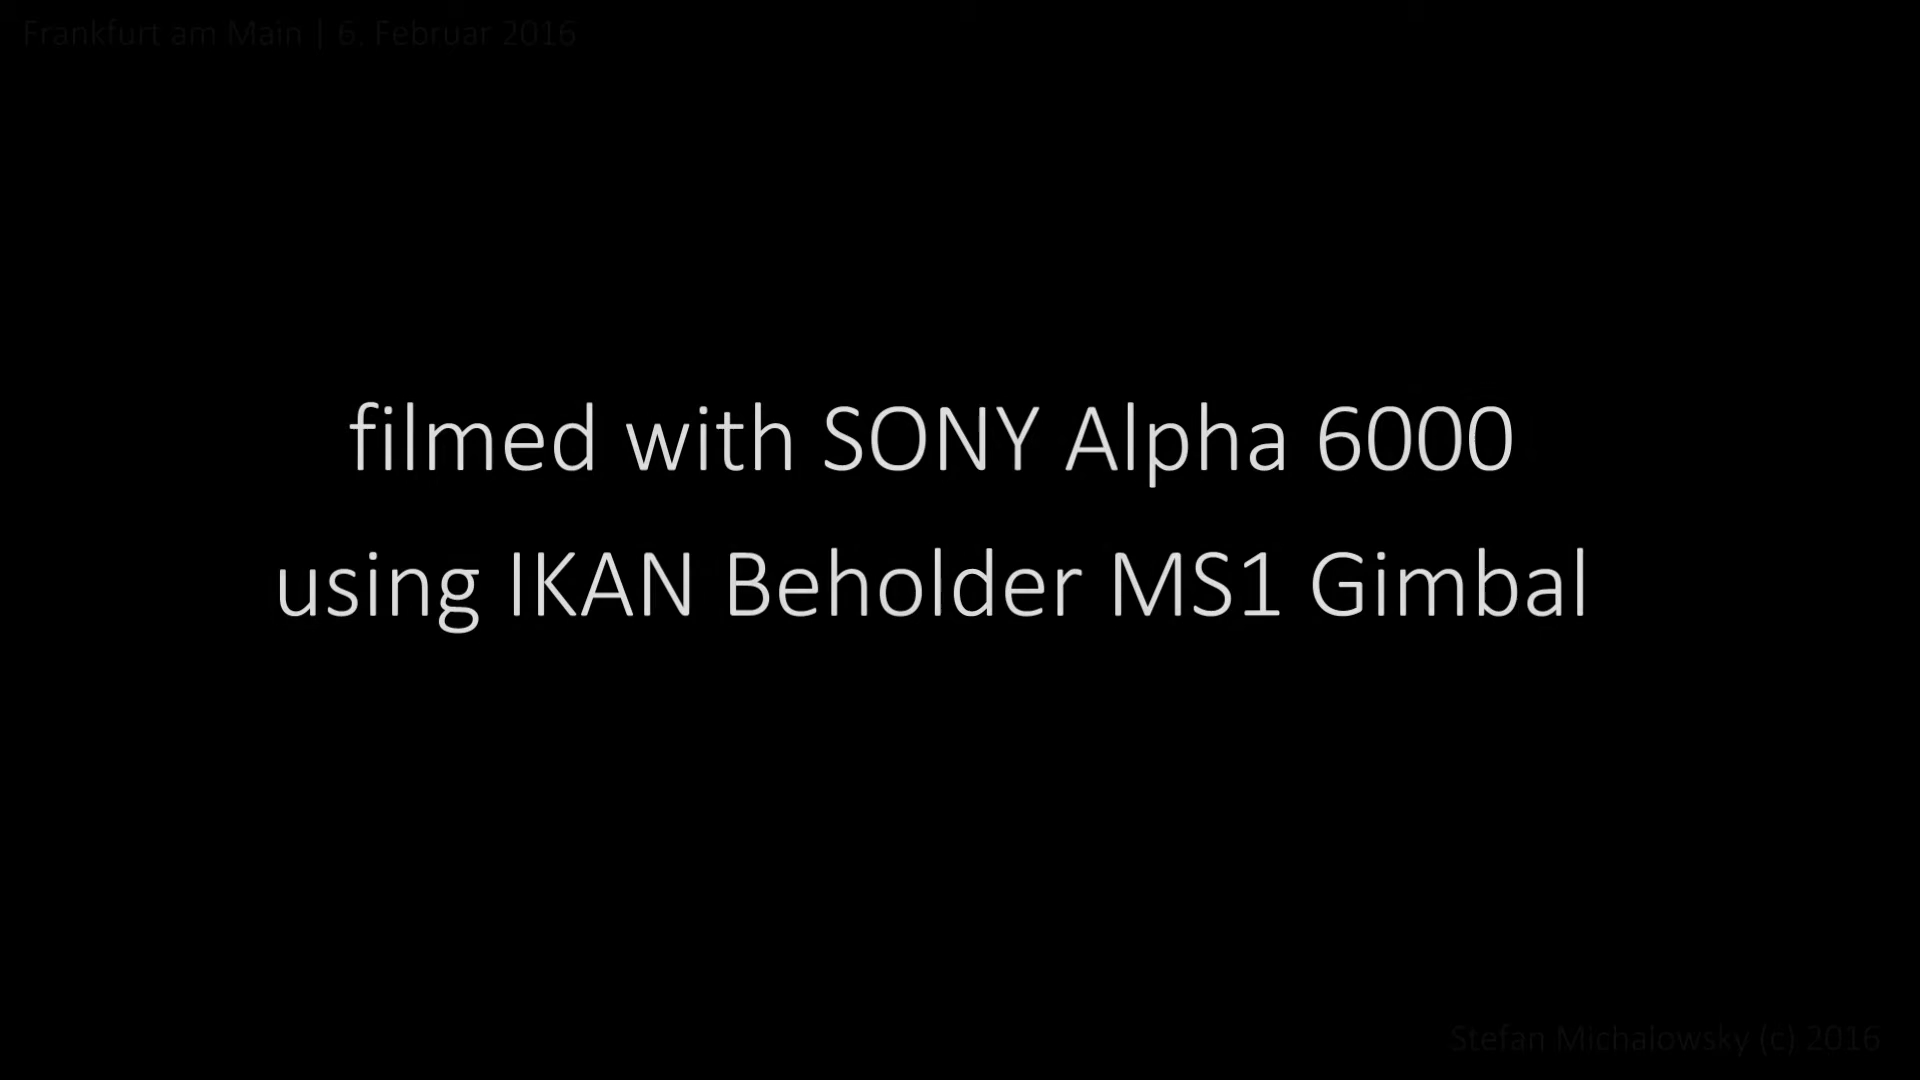 Frankfurt am Main | 6. Februar 2016
filmed with SONY Alpha 6000
using IKAN Beholder MS1 Gimbal
Stefan Michalowsky (c) 2016